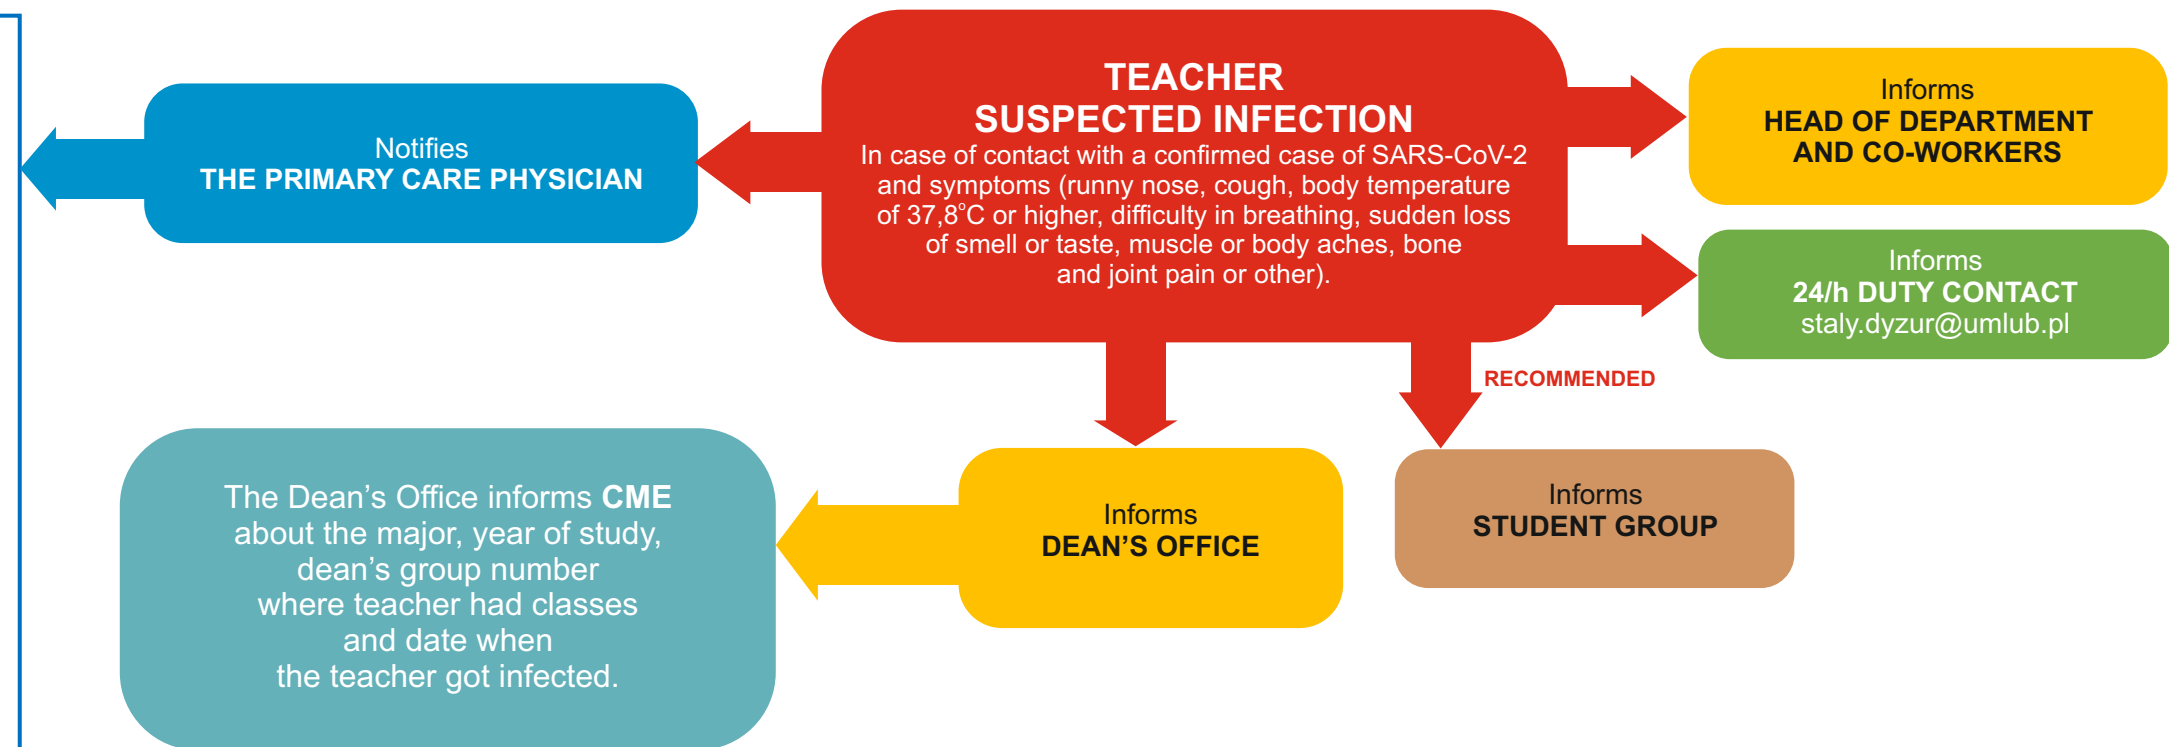 TEACHER
SUSPECTED INFECTION
In case of contact with a confirmed case of SARS-CoV-2
and symptoms (runny nose, cough, body temperature
of 37,8°C or higher, difficulty in breathing, sudden loss
of smell or taste, muscle or body aches, bone
and joint pain or other).
Notifies
THE PRIMARY CARE PHYSICIAN
Informs
HEAD OF DEPARTMENT
AND CO-WORKERS
Informs
24/h DUTY CONTACT
staly.dyzur@umlub.pl
RECOMMENDED
Informs
STUDENT GROUP
Informs
DEAN’S OFFICE
The Dean’s Office informs CME
about the major, year of study,
dean’s group number
where teacher had classes
and date when
the teacher got infected.